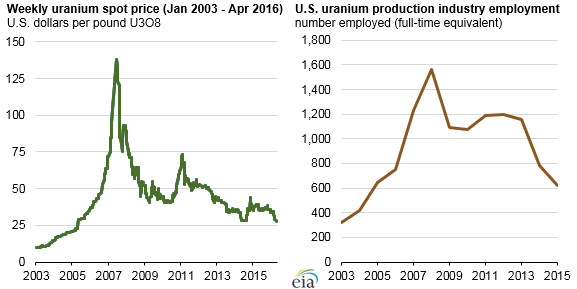 Weekly uranium spot price (Jan 2003 - Apr 2016)
U.S. dollars per pound U3O8
150
125
100
75
50
25
0
2003 2005 2007 2009 2011 2013 2015
U.S. uranium production industry employment
number employed (full-time equivalent)
1,800
1,600
1,400
1,200
1,000
800
600
400
200
0
2003 2005 2007 2009 2011 2013 2015
eia